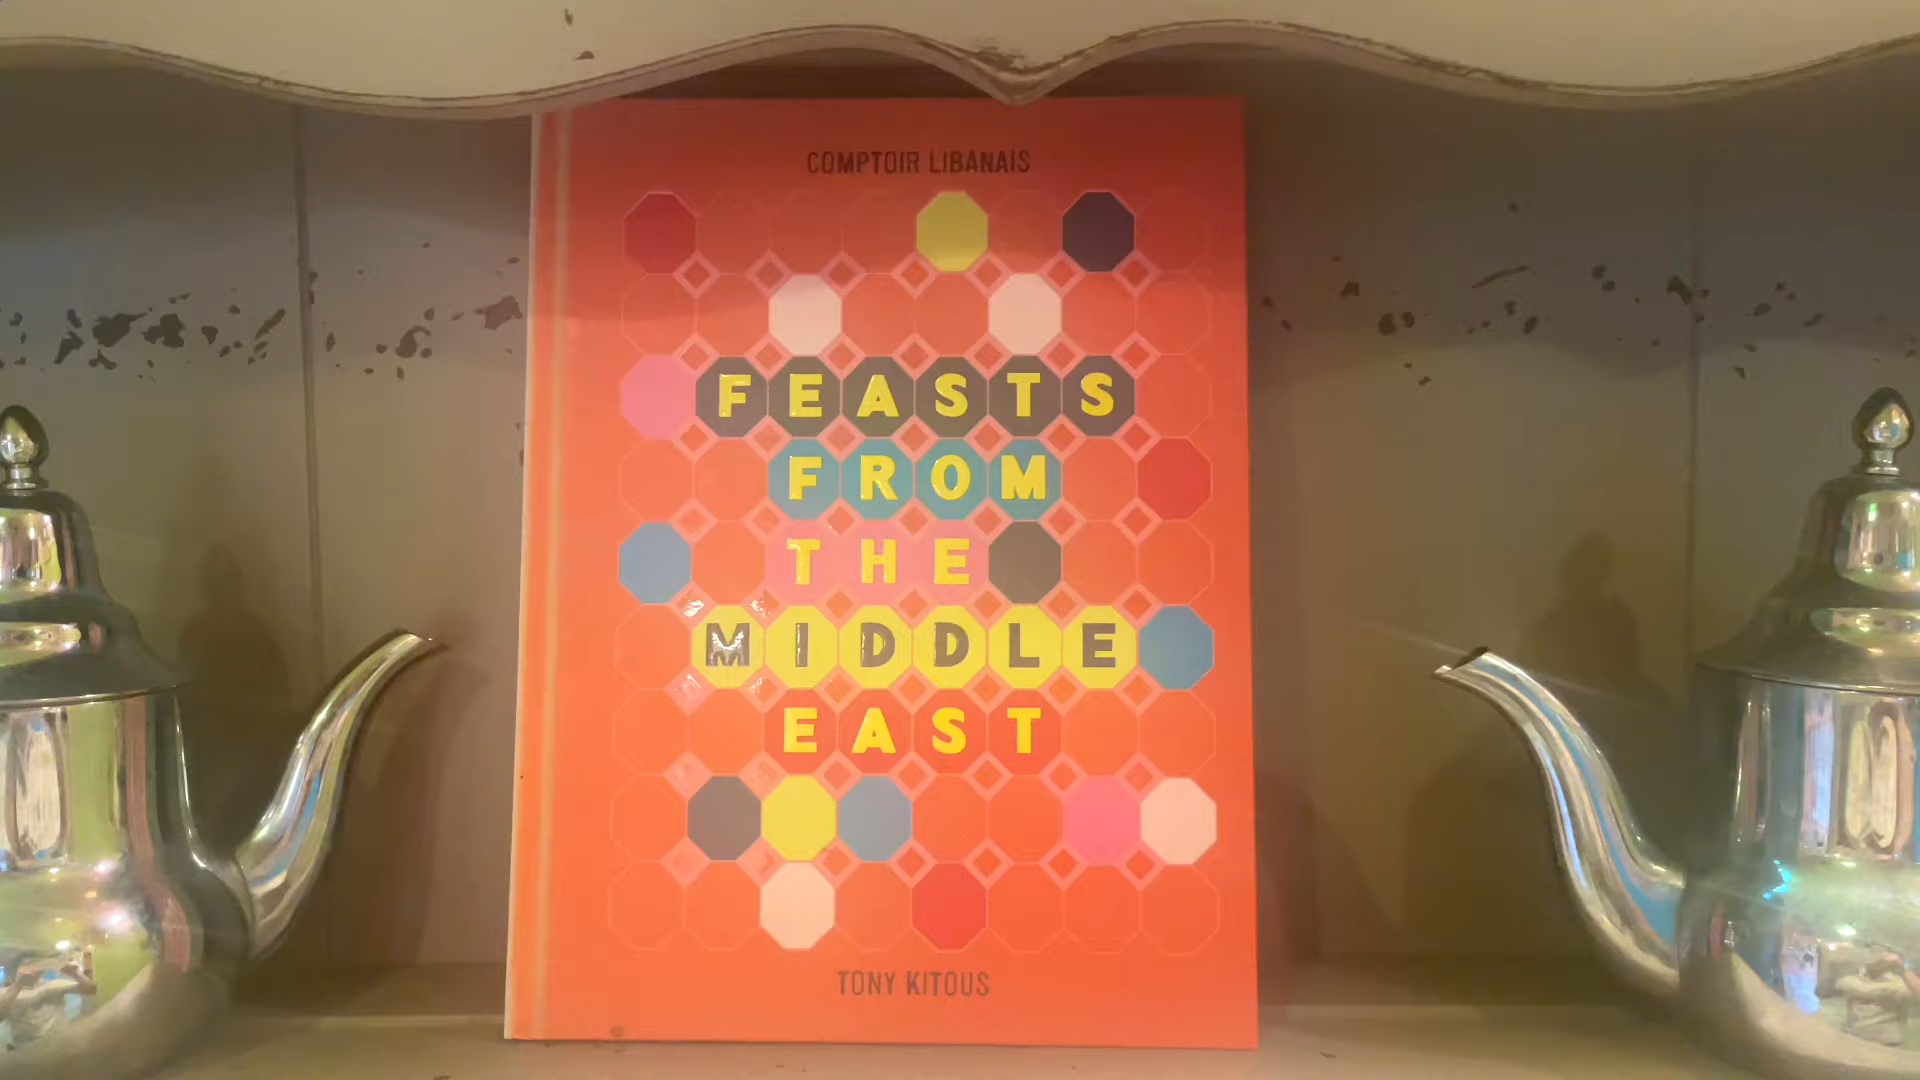 COMPTOIR LIBANAIS
FEASTS
FROM
THE
MIDDLE
EAST
TONY KITOUS